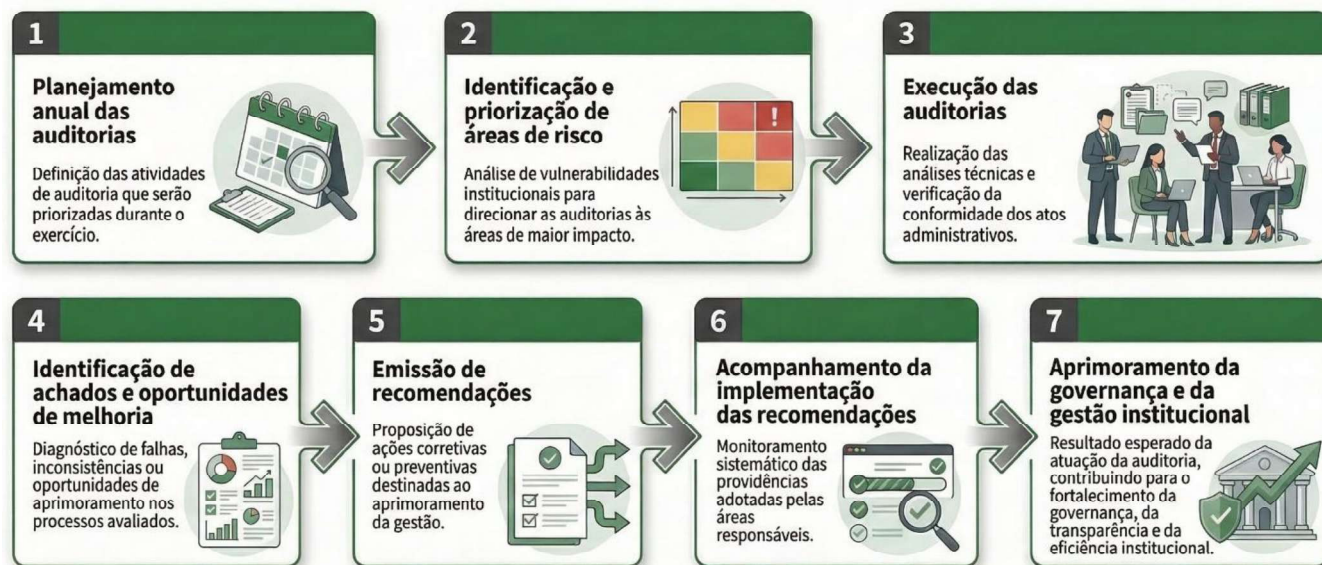 1
Planejamento
anual das
auditorias
Definição das atividades
de auditoria que serão
priorizadas durante o
exercício.
2
Identificação e
priorização de
áreas de risco
Análise de vulnerabilidades
institucionais para
direcionar as auditorias às
áreas de maior impacto.
!
3
Execução das
auditorias
Realização das
análises técnicas e
verificação da
conformidade dos atos
administrativos.
4
Identificação de
achados e oportunidades
de melhoria
Diagnóstico de falhas,
inconsistências ou
oportunidades de
aprimoramento nos
processos avaliados.
5
Emissão de
recomendações
Proposição de
ações corretivas
ou preventivas
destinadas ao
aprimoramento
da gestão.
6
Acompanhamento da
implementação
das recomendações
Monitoramento
sistemático das
providências
adotadas pelas
áreas
responsáveis.
7
Aprimoramento da
governança e da
gestão institucional
Resultado esperado da
atuação da auditoria,
contribuindo para o
fortalecimento da
governança, da
transparência e da
eficiência institucional.